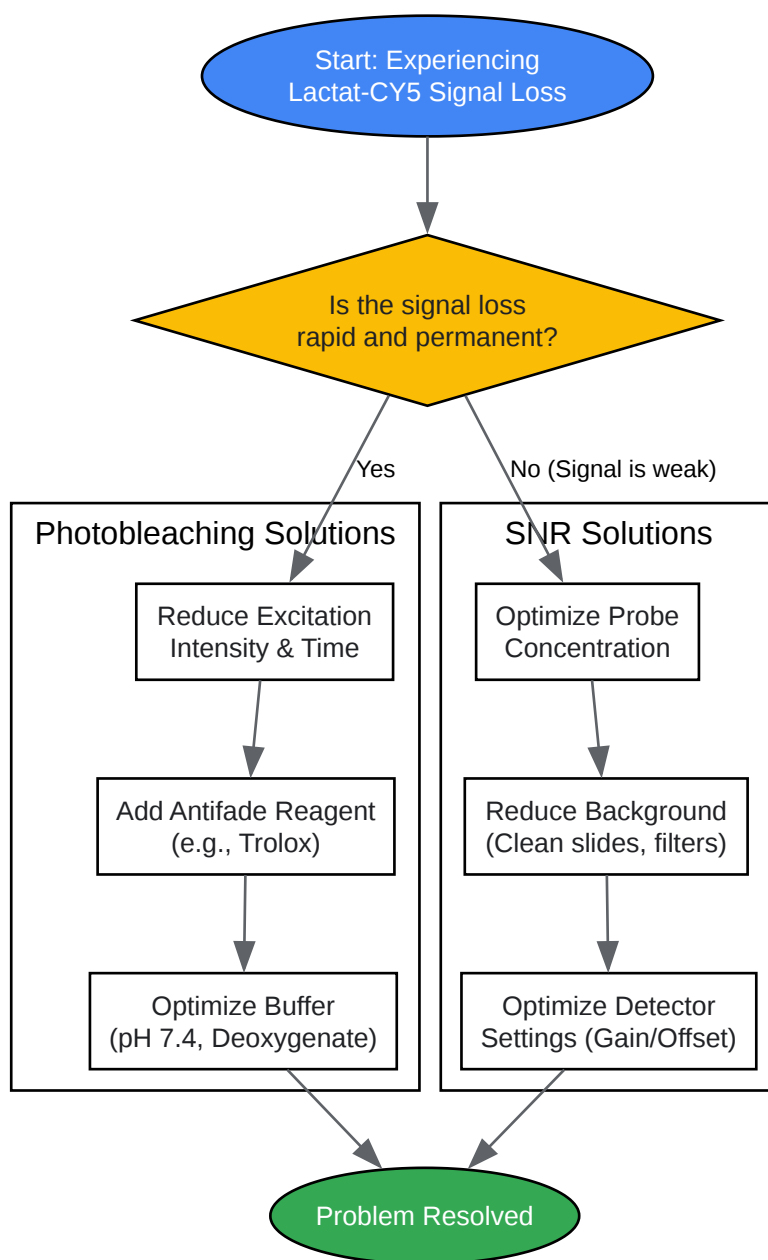 Start: Experiencing
Lactat-CY5 Signal Loss
Is the signal loss
rapid and permanent?
Yes
No (Signal is weak)
Photobleaching Solutions
Reduce Excitation
Intensity & Time
Add Antifade Reagent
(e.g., Trolox)
Optimize Buffer
(pH 7.4, Deoxygenate)
SNR Solutions
Optimize Probe
Concentration
Reduce Background
(Clean slides, filters)
Optimize Detector
Settings (Gain/Offset)
Problem Resolved